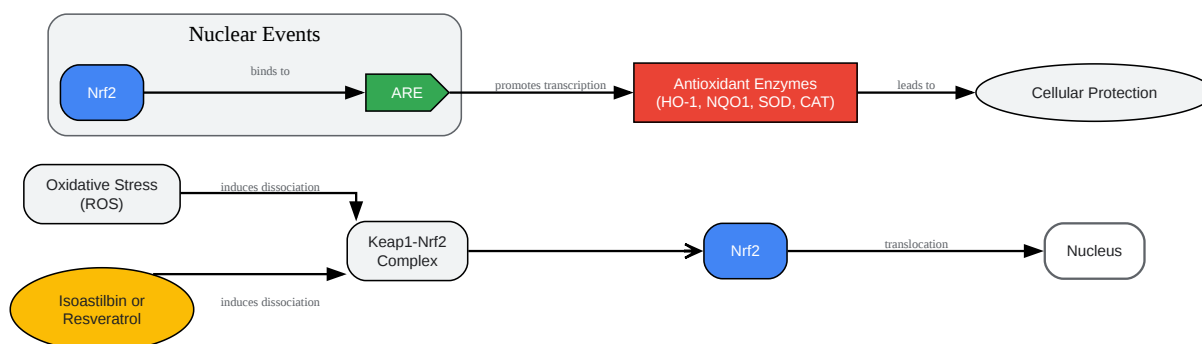 Nuclear Events
Nrf2
binds to
ARE
promotes transcription
Antioxidant Enzymes
(HO-1, NQO1, SOD, CAT)
leads to
Cellular Protection
Oxidative Stress
(ROS)
induces dissociation
Keap1-Nrf2
Complex
Nrf2
translocation
Nucleus
Isoastilbin or
Resveratrol
induces dissociation